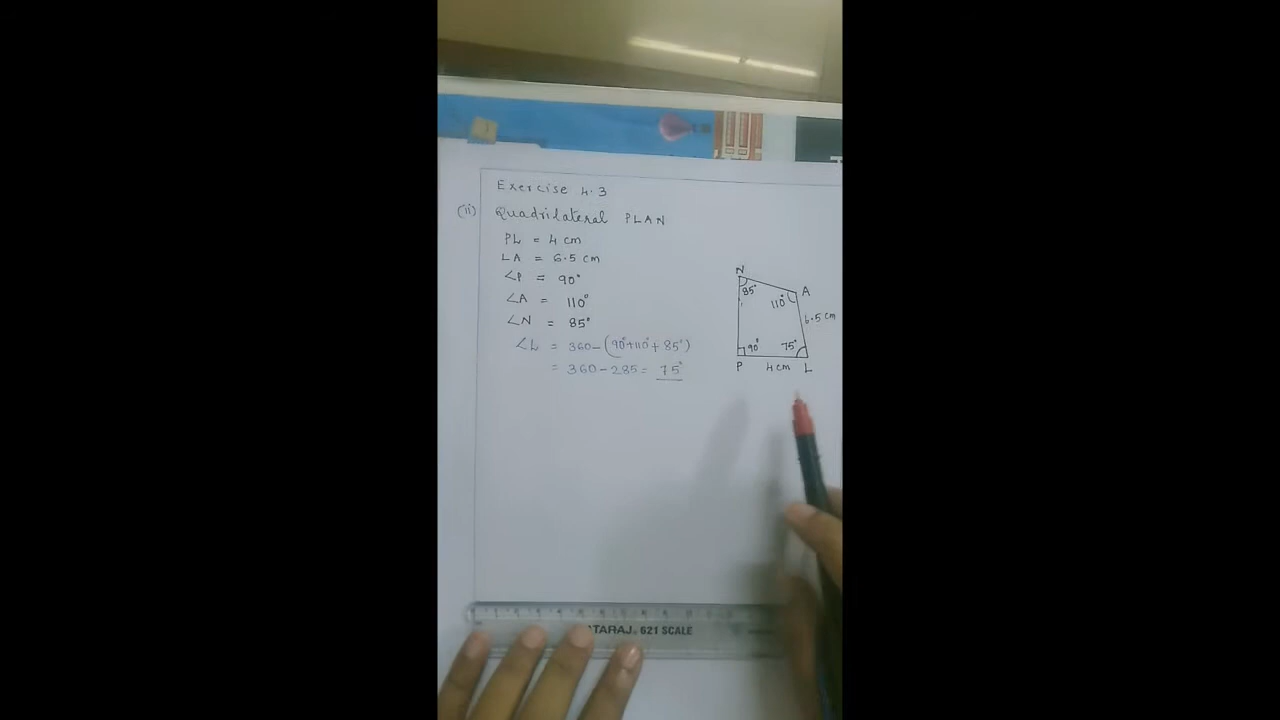 Exercise 4.3
(ii) Quadrilateral PLAN
PL = 4 cm
LA = 6.5 cm
∠P = 90°
∠A = 110°
∠N = 85°
∠L = 360-(90°+110°+85°)
= 360-285= 75°
N
85°
A
110°
6.5 cm
90°
75°
P
4 cm
L
ATARAJ 621 SCALE